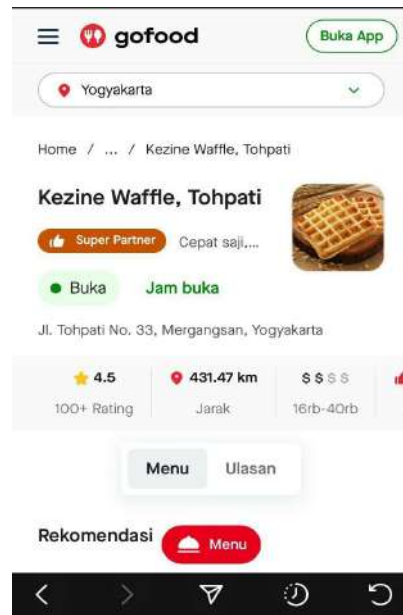 gofood
Buka App
Yogyakarta
Home / ... / Kezine Waffle, Tohpati
Kezine Waffle, Tohpati
Super Partner
Cepat saji,...
Buka
Jam buka
Jl. Tohpati No. 33, Mergangsan, Yogyakarta
4.5
431.47 km
$$$$
100+ Rating
Jarak
16rb-40rb
Menu
Ulasan
Rekomendasi
Menu